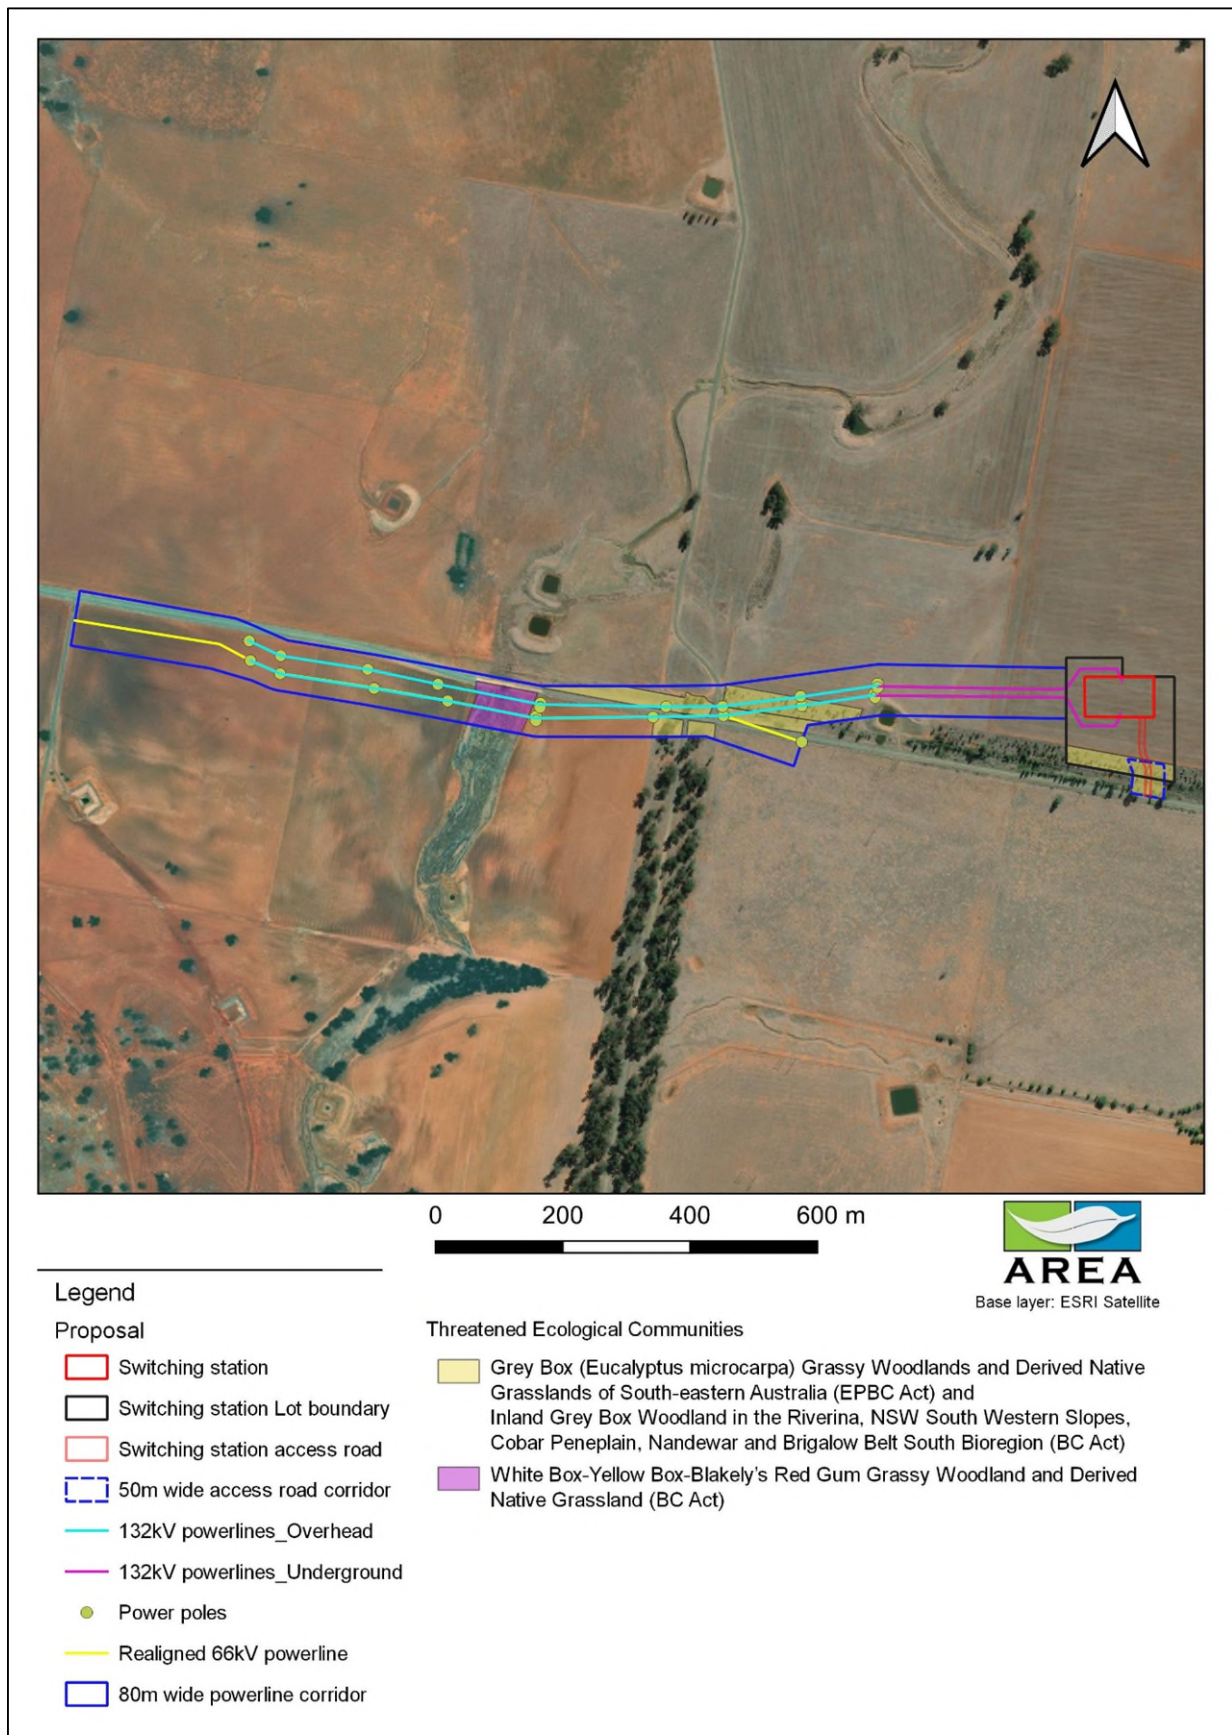 0 200 400 600 m
AREA
Base layer: ESRI Satellite
Legend
Proposal
Switching station
Switching station Lot boundary
Switching station access road
50m wide access road corridor
132kV powerlines_Overhead
132kV powerlines_Underground
Power poles
Realigned 66kV powerline
80m wide powerline corridor
Threatened Ecological Communities
Grey Box (Eucalyptus microcarpa) Grassy Woodlands and Derived Native
Grasslands of South-eastern Australia (EPBC Act) and
Inland Grey Box Woodland in the Riverina, NSW South Western Slopes,
Cobar Peneplain, Nandewar and Brigalow Belt South Bioregion (BC Act)
White Box-Yellow Box-Blakely's Red Gum Grassy Woodland and Derived
Native Grassland (BC Act)